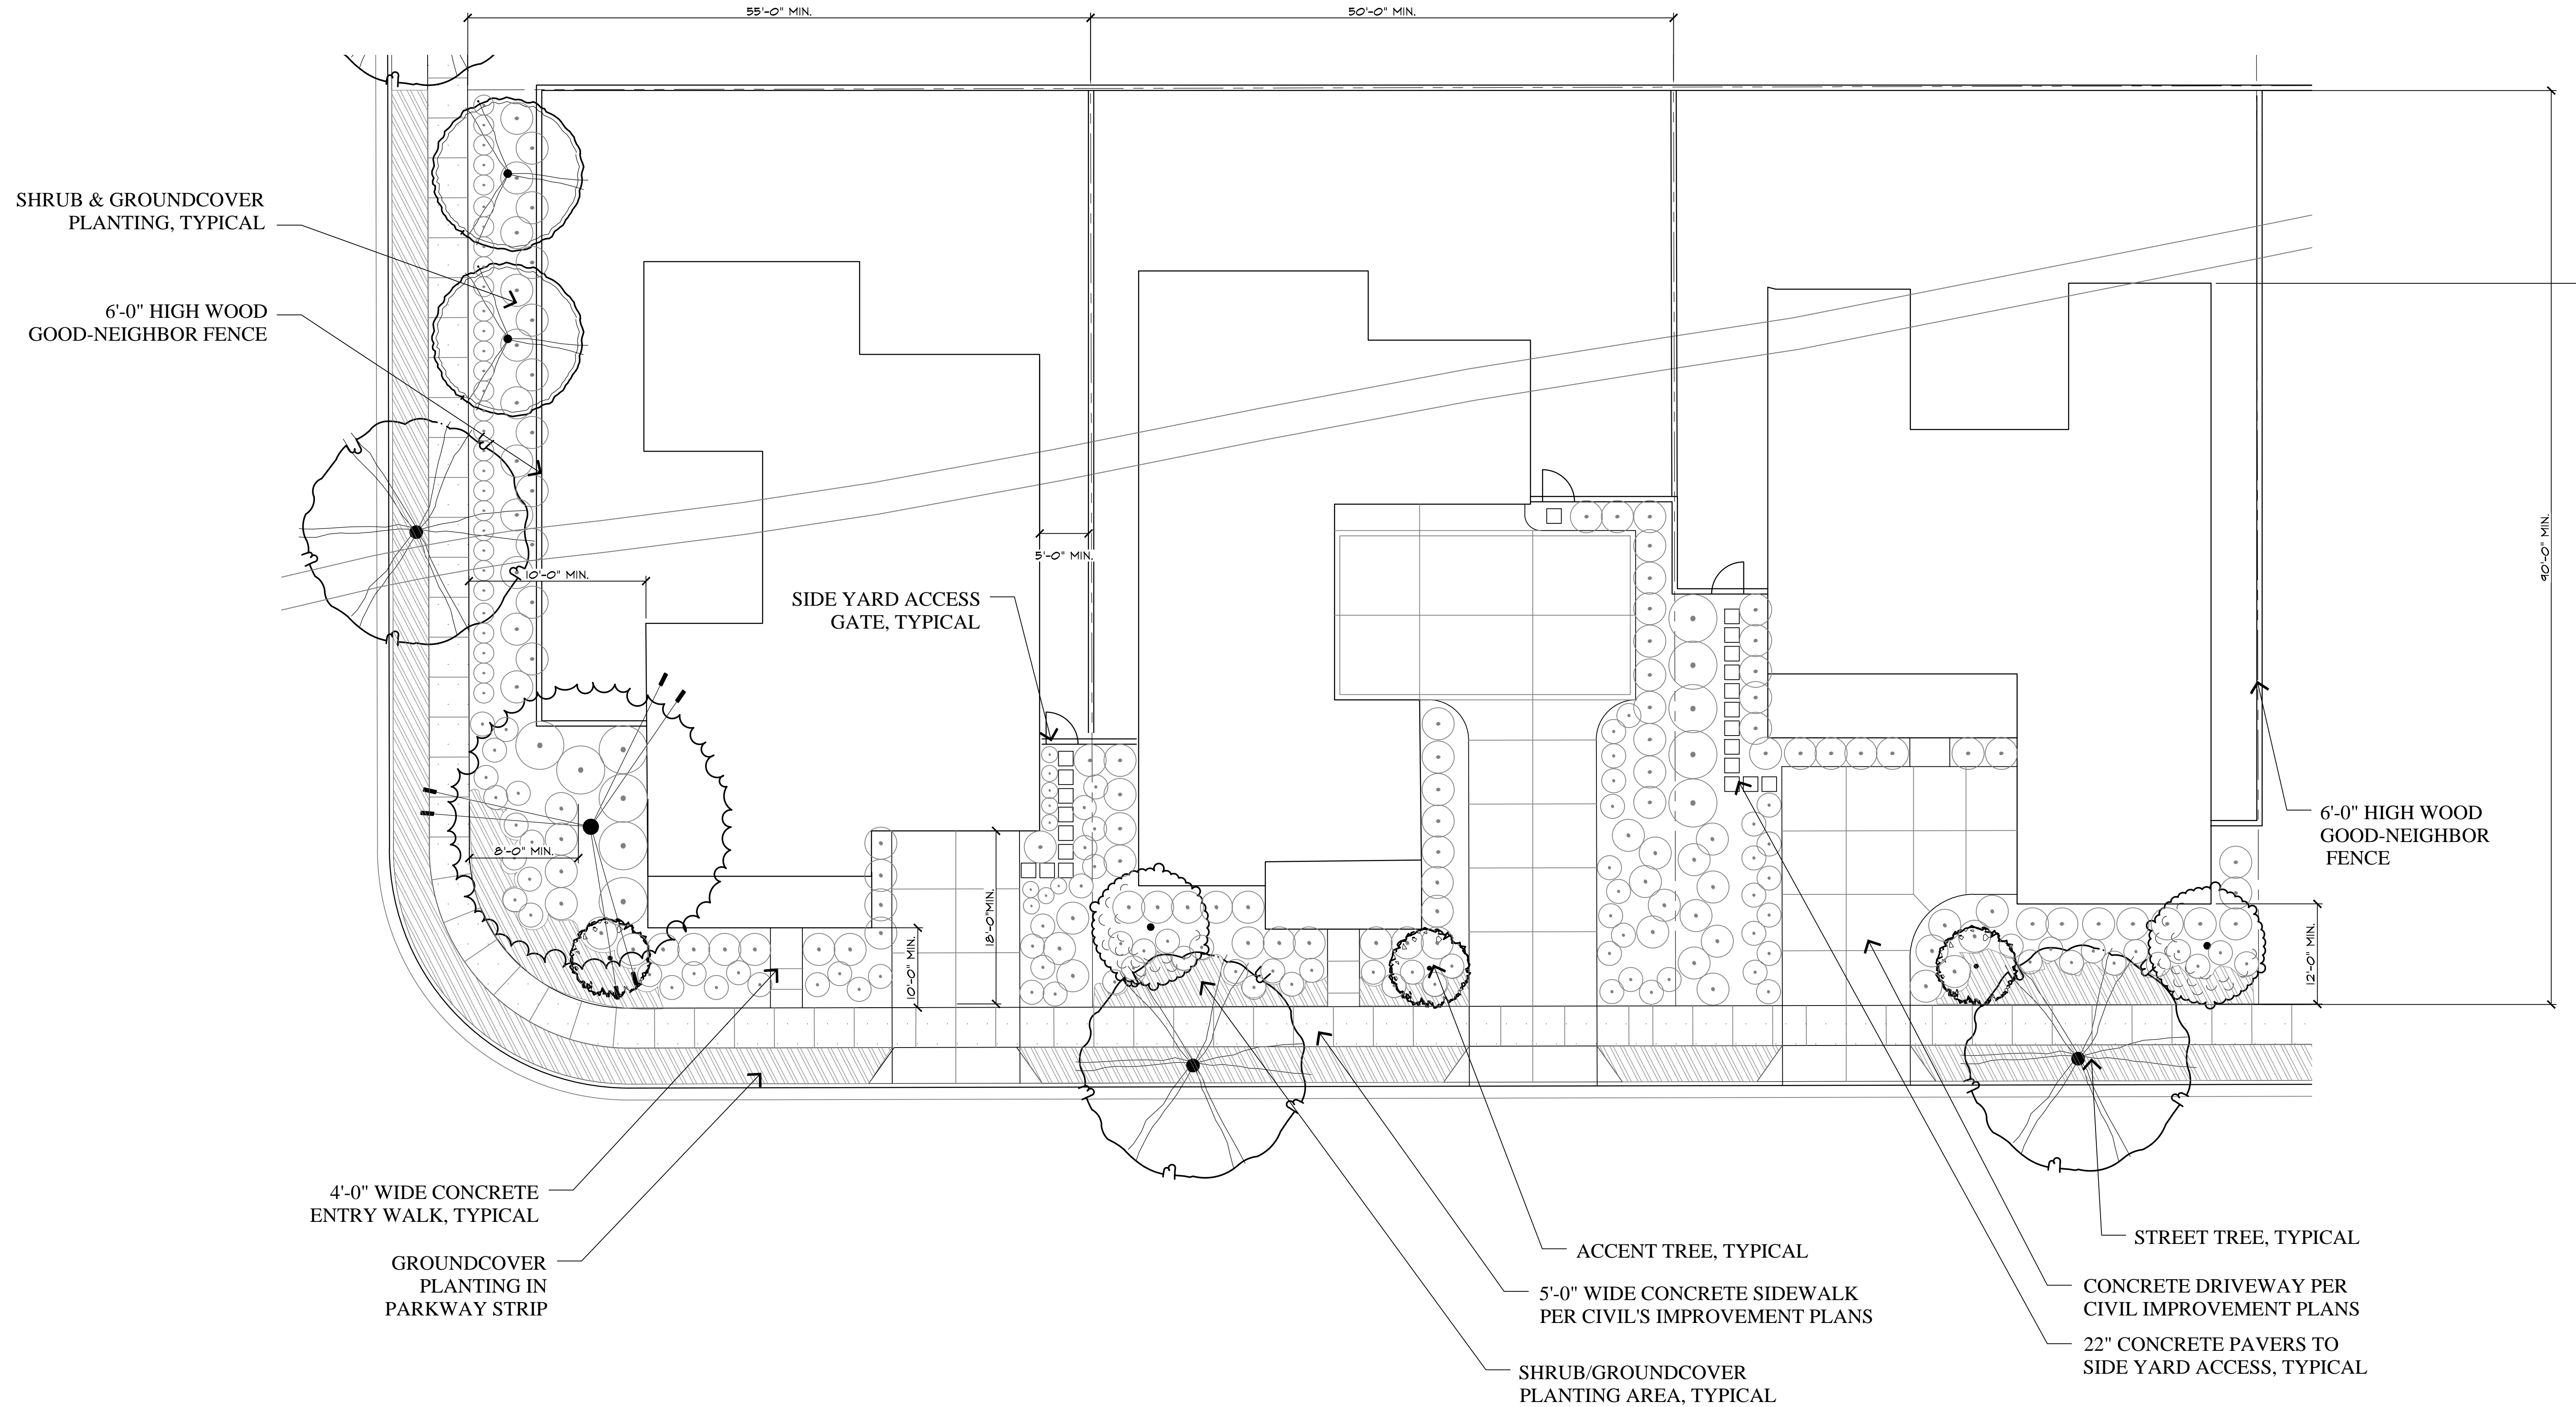 55'-0" MIN.
50'-0" MIN.
SHRUB & GROUNDCOVER
PLANTING, TYPICAL
6'-0" HIGH WOOD
GOOD-NEIGHBOR FENCE
90'-0" MIN.
5'-0" MIN.
10'-0" MIN.
SIDE YARD ACCESS
GATE, TYPICAL
6'-0" HIGH WOOD
GOOD-NEIGHBOR
FENCE
8'-0" MIN.
18'-0"MIN.
10'-0" MIN.
12'-0" MIN.
4'-0" WIDE CONCRETE
ENTRY WALK, TYPICAL
GROUNDCOVER
PLANTING IN
PARKWAY STRIP
ACCENT TREE, TYPICAL
5'-0" WIDE CONCRETE SIDEWALK
PER CIVIL'S IMPROVEMENT PLANS
SHRUB/GROUNDCOVER
PLANTING AREA, TYPICAL
STREET TREE, TYPICAL
CONCRETE DRIVEWAY PER
CIVIL IMPROVEMENT PLANS
22" CONCRETE PAVERS TO
SIDE YARD ACCESS, TYPICAL